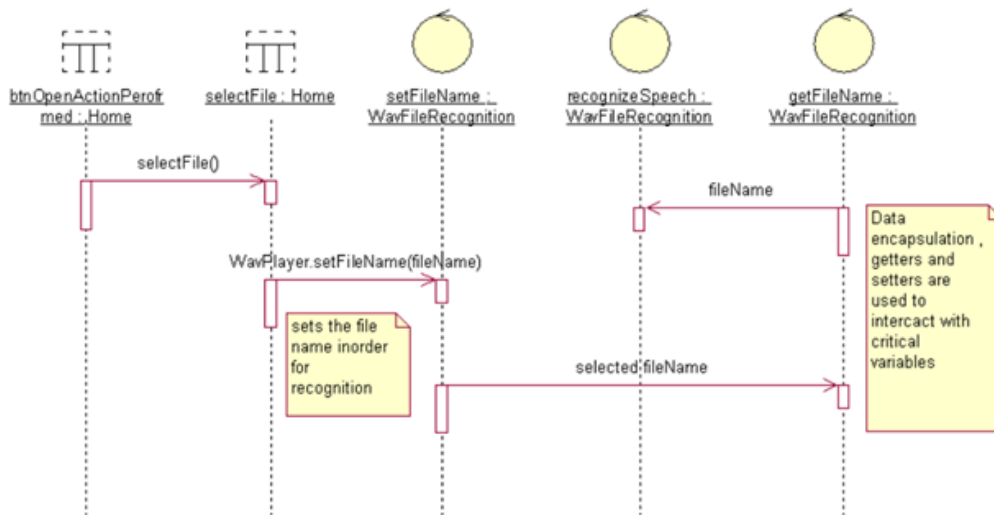 btnOpenActionPerofr
med : .Home
selectFile : Home
setFileName :
WavFileRecognition
recognizeSpeech :
WavFileRecognition
getFileName :
WavFileRecognition
selectFile()
fileName
Data
encapsulation ,
getters and
setters are
used to
intercact with
critical
variables
WavPlayer.setFileName(fileName)
sets the file
name inorder
for
recognition
selected fileName